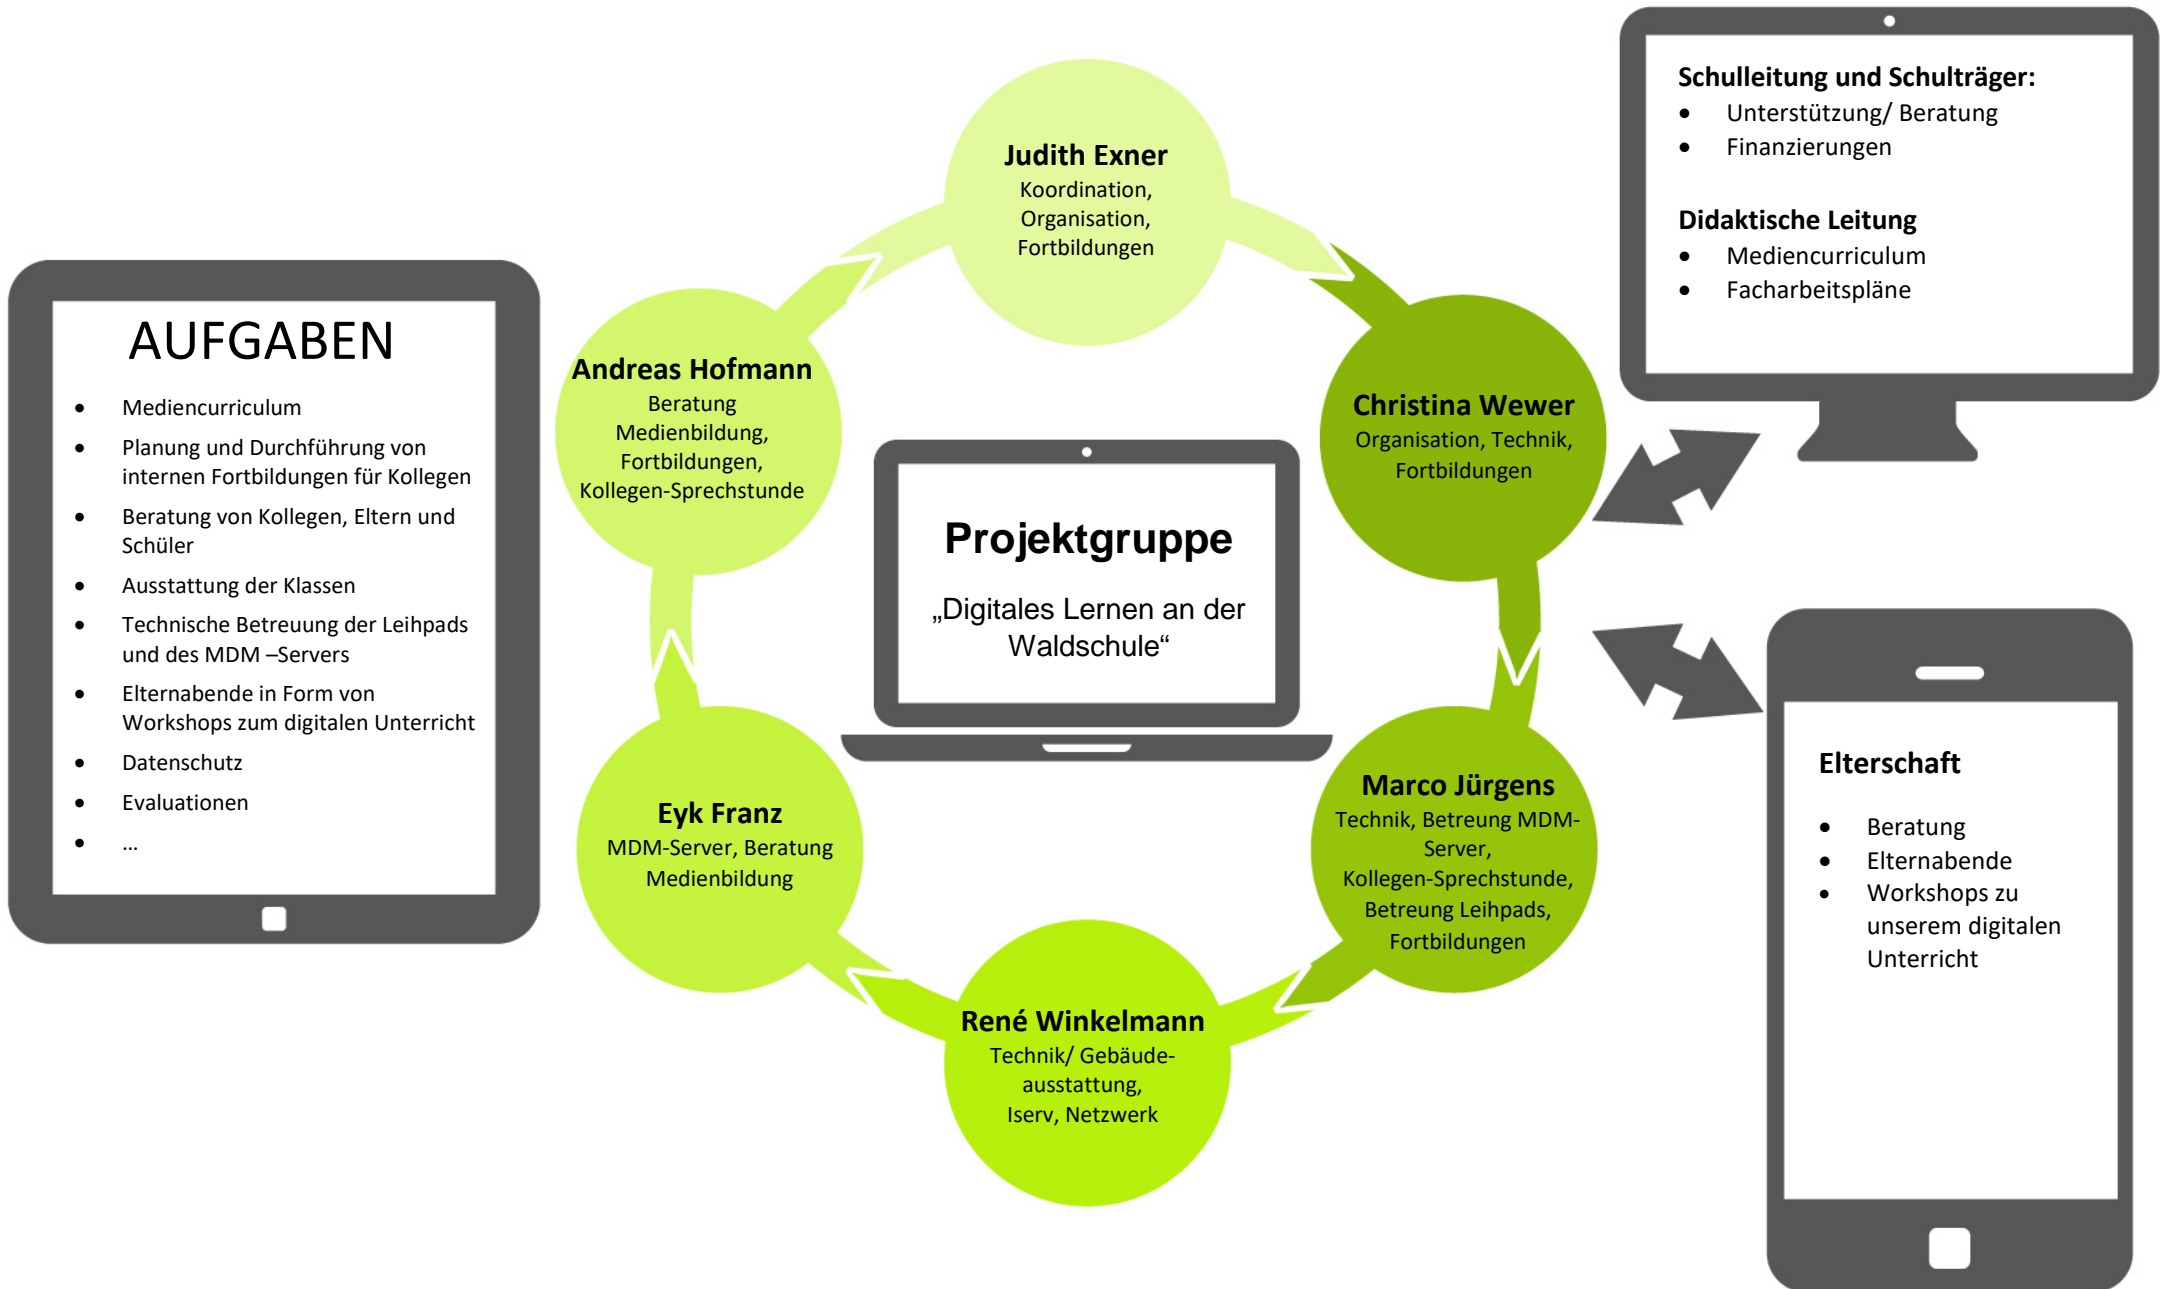 AUFGABEN
• Mediencurriculum
• Planung und Durchführung von
internen Fortbildungen für Kollegen
• Beratung von Kollegen, Eltern und
Schüler
• Ausstattung der Klassen
• Technische Betreuung der Leihpads
und des MDM –Servers
• Elternabende in Form von
Workshops zum digitalen Unterricht
• Datenschutz
• Evaluationen
• ...
Judith Exner
Koordination,
Organisation,
Fortbildungen
Andreas Hofmann
Beratung
Medienbildung,
Fortbildungen,
Kollegen-Sprechstunde
Christina Wewer
Organisation, Technik,
Fortbildungen
Projektgruppe
„Digitales Lernen an der
Waldschule“
Eyk Franz
MDM-Server, Beratung
Medienbildung
Marco Jürgens
Technik, Betreung MDM-
Server,
Kollegen-Sprechstunde,
Betreung Leihpads,
Fortbildungen
René Winkelmann
Technik/ Gebäude-
ausstattung,
Iserv, Netzwerk
Schulleitung und Schulträger:
• Unterstützung/ Beratung
• Finanzierungen
Didaktische Leitung
• Mediencurriculum
• Facharbeitspläne
Elterschaft
• Beratung
• Elternabende
• Workshops zu
unserem digitalen
Unterricht